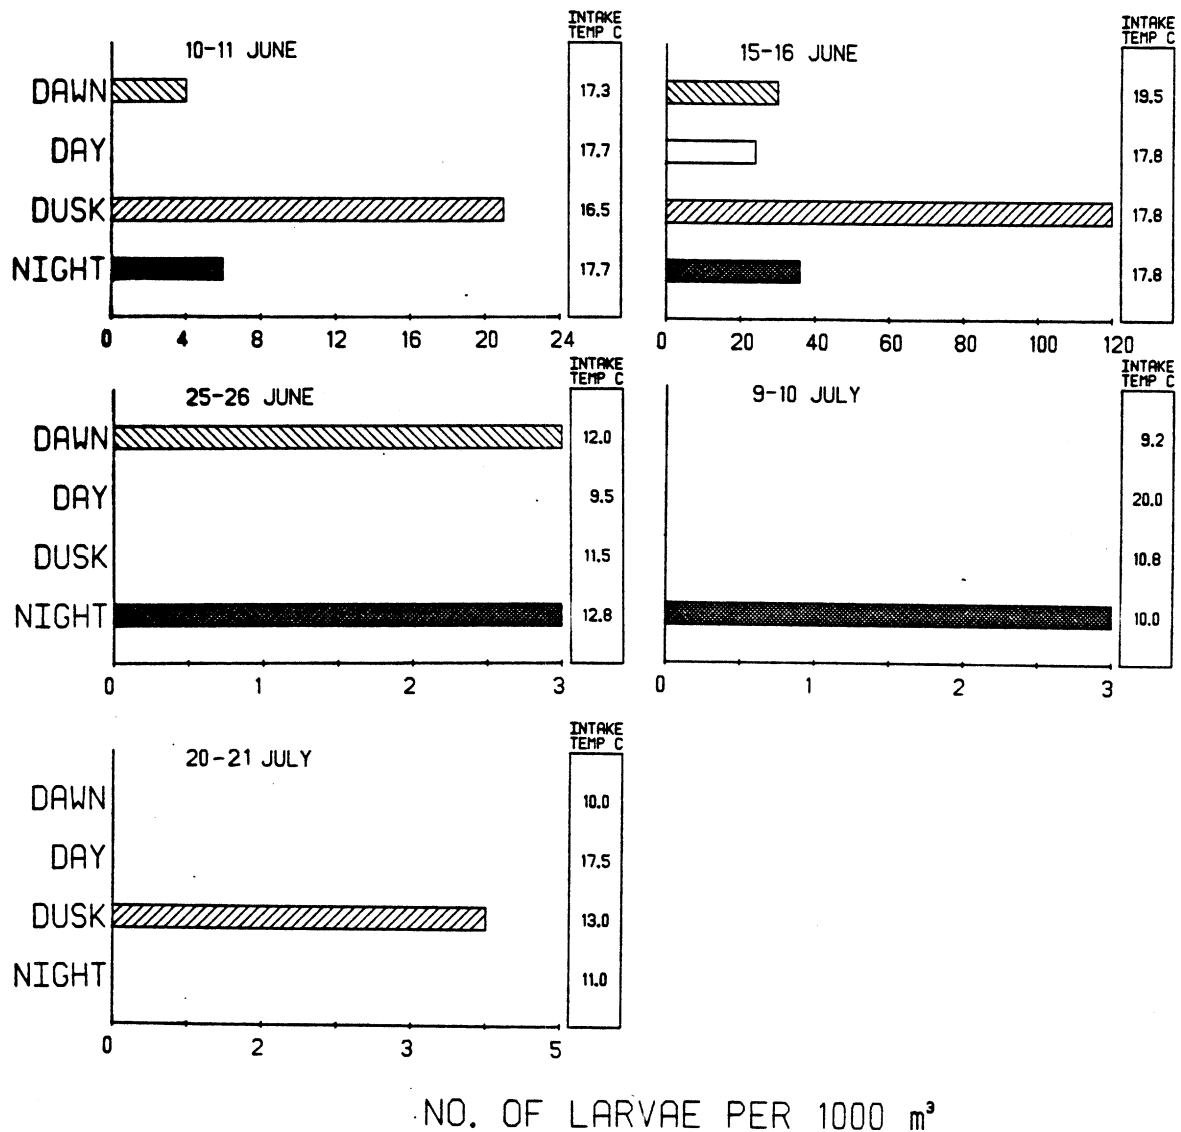 10-11 JUNE
INTAKE
TEMP C
DAWN
17.3
DAY
17.7
DUSK
16.5
NIGHT
17.7
0 4 8 12 16 20 24
15-16 JUNE
INTAKE
TEMP C
19.5
17.8
17.8
17.8
0 20 40 60 80 100 120
25-26 JUNE
INTAKE
TEMP C
DAWN
12.0
DAY
9.5
DUSK
11.5
NIGHT
12.8
0 1 2 3
9-10 JULY
INTAKE
TEMP C
9.2
20.0
10.8
10.0
0 1 2 3
20-21 JULY
INTAKE
TEMP C
DAWN
10.0
DAY
17.5
DUSK
13.0
NIGHT
11.0
0 2 3 5
NO. OF LARVAE PER 1000 m³